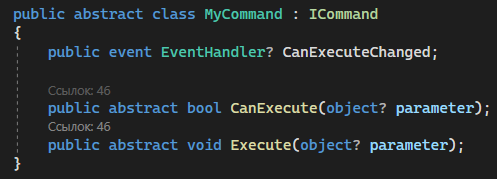 public abstract class MyCommand : ICommand
{
public event EventHandler? CanExecuteChanged;
Ссылок: 46
public abstract bool CanExecute(object? parameter);
Ссылок: 46
public abstract void Execute(object? parameter);
}